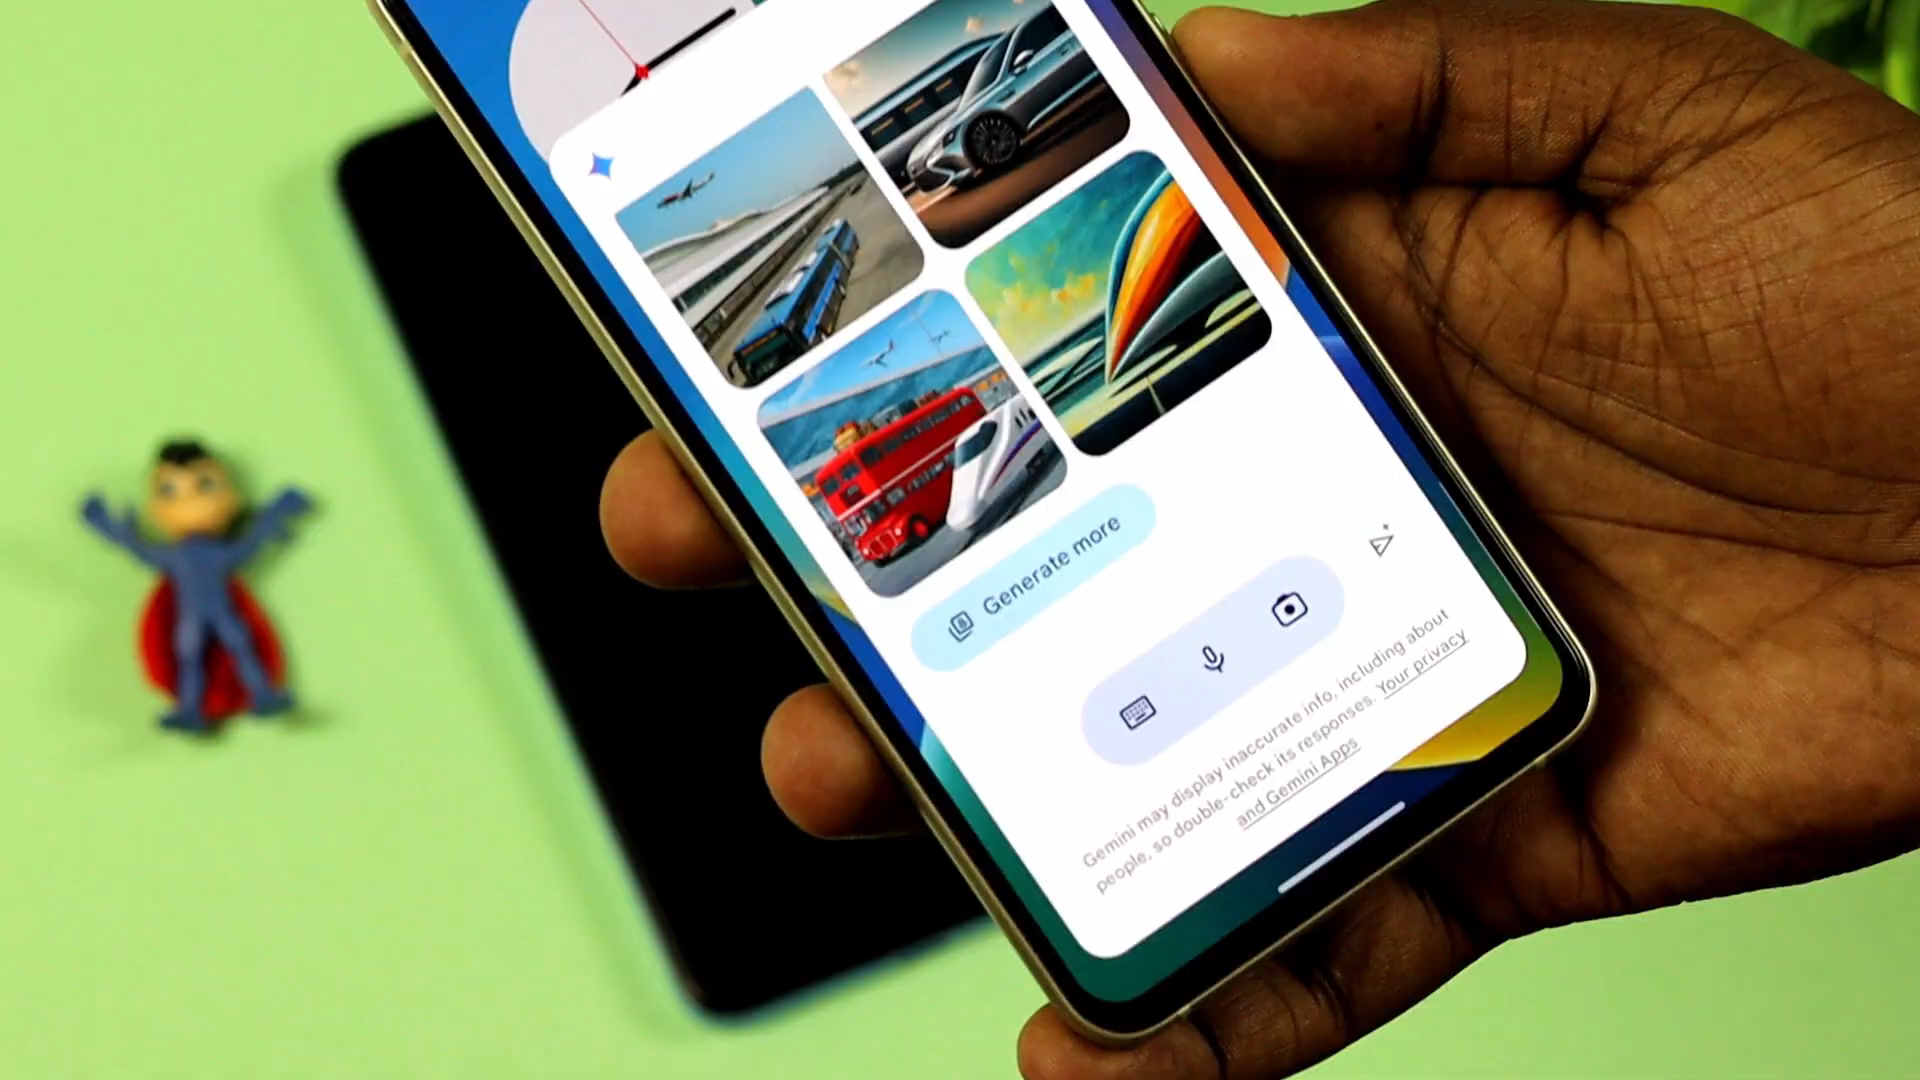 Generate more
Gemini may display inaccurate info, including about
people, so double-check its responses. Your privacy
and Gemini Apps